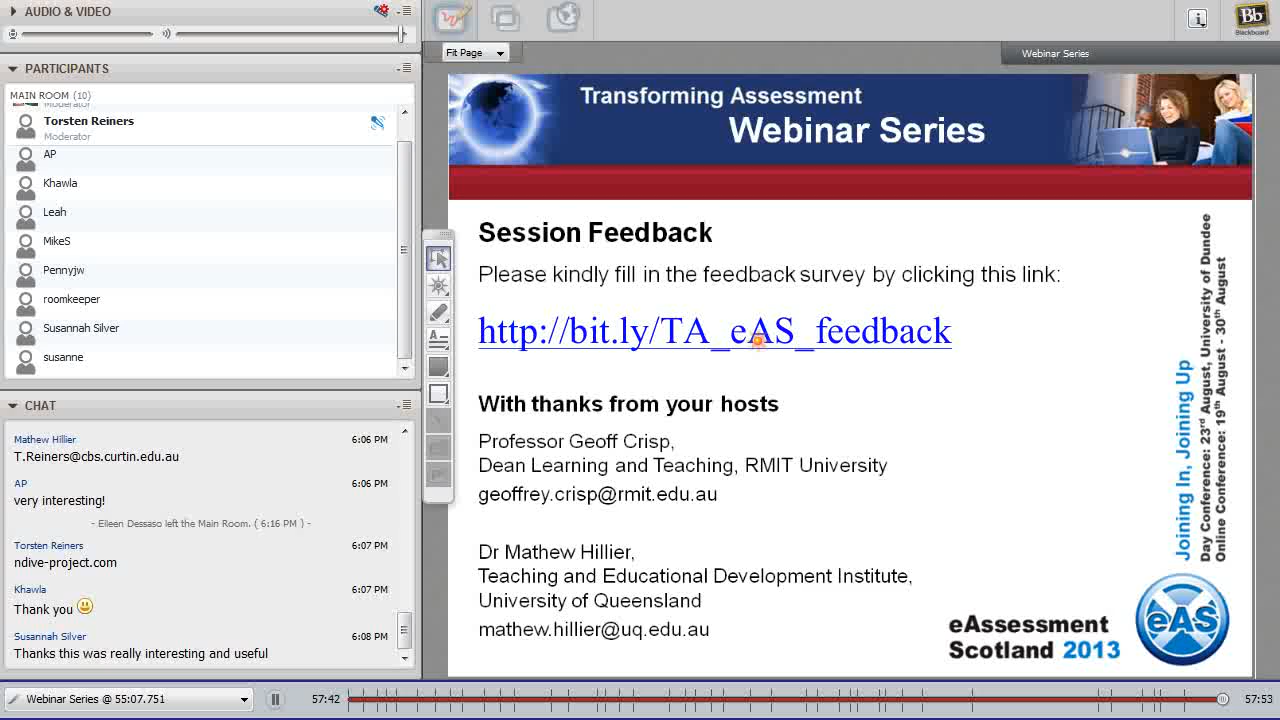 AUDIO & VIDEO
PARTICIPANTS
MAIN ROOM (10)
Moderator
Torsten Reiners
Moderator
AP
Khawla
Leah
MikeS
Pennyjw
roomkeeper
Susannah Silver
susanne
CHAT
Mathew Hillier 6:06 PM
T.Reiners@cbs.curtin.edu.au
AP 6:06 PM
very interesting!
- Eileen Dessaso left the Main Room. ( 6:16 PM ) -
Torsten Reiners 6:07 PM
ndive-project.com
Khawla 6:07 PM
Thank you
Susannah Silver 6:08 PM
Thanks this was really interesting and useful
Webinar Series @ 55:07.751
57:42
57:53
Fit Page
Webinar Series
i
Bb
Blackboard
Transforming Assessment
Webinar Series
Session Feedback
Please kindly fill in the feedback survey by clicking this link:
http://bit.ly/TA_eAS_feedback
With thanks from your hosts
Professor Geoff Crisp,
Dean Learning and Teaching, RMIT University
geoffrey.crisp@rmit.edu.au
Dr Mathew Hillier,
Teaching and Educational Development Institute,
University of Queensland
mathew.hillier@uq.edu.au
Joining In, Joining Up
Day Conference: 23rd August, University of Dundee
Online Conference: 19th August - 30th August
eAssessment
Scotland 2013
eAS